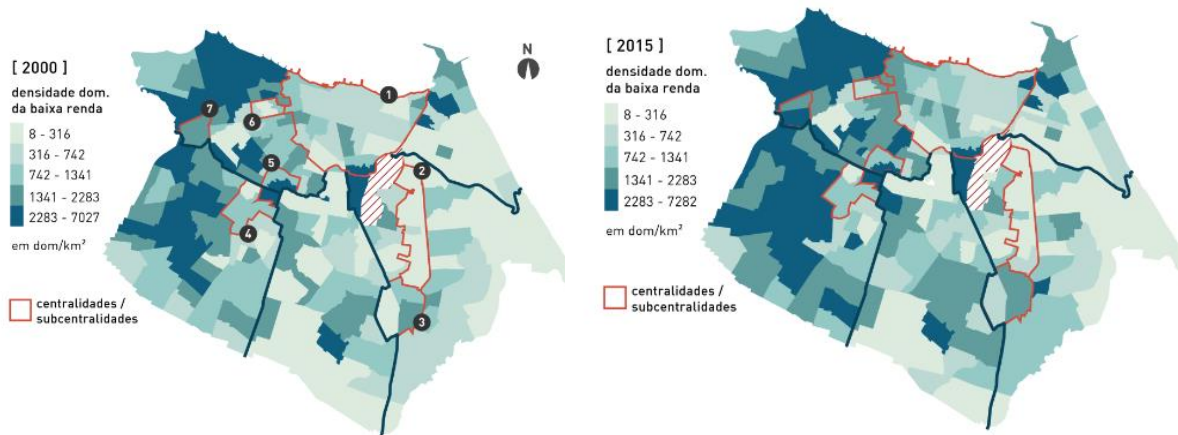 [ 2000 ]
densidade dom.
da baixa renda
8 - 316
316 - 742
742 - 1341
1341 - 2283
2283 - 7027
em dom/km²
centralidades /
subcentralidades
N
1
7
6
5
2
4
3
[ 2015 ]
densidade dom.
da baixa renda
8 - 316
316 - 742
742 - 1341
1341 - 2283
2283 - 7282
em dom/km²
centralidades /
subcentralidades